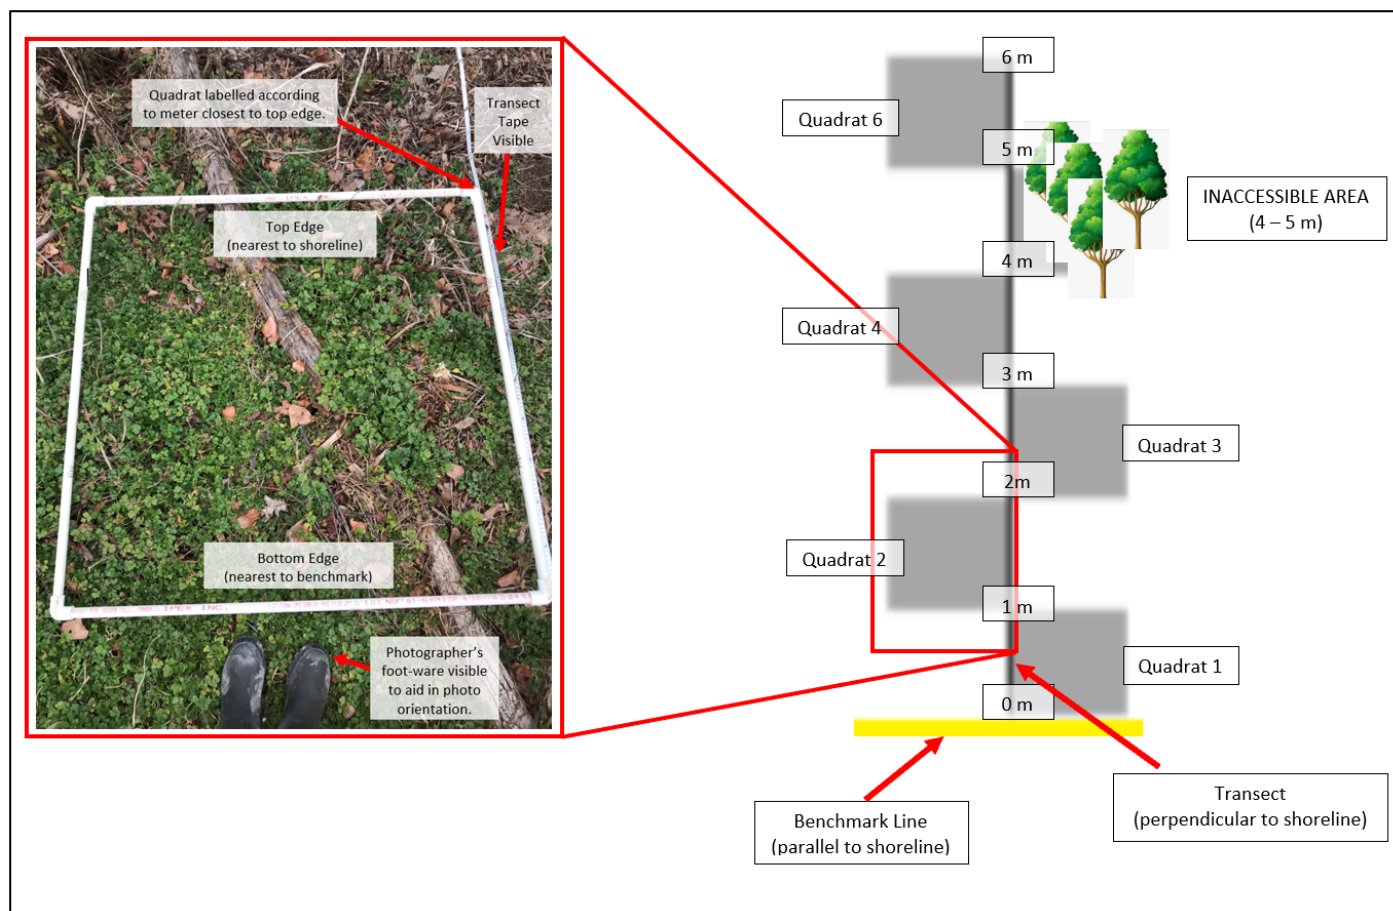 Quadrat labelled according
to meter closest to top edge.
Transect
Tape
Visible
Top Edge
(nearest to shoreline)
Bottom Edge
(nearest to benchmark)
IPEX INC.
Photographer's
foot-ware visible
to aid in photo
orientation.
6 m
Quadrat 6
5 m
INACCESSIBLE AREA
(4 – 5 m)
4 m
Quadrat 4
3 m
Quadrat 3
2m
Quadrat 2
1 m
Quadrat 1
0 m
Transect
(perpendicular to shoreline)
Benchmark Line
(parallel to shoreline)